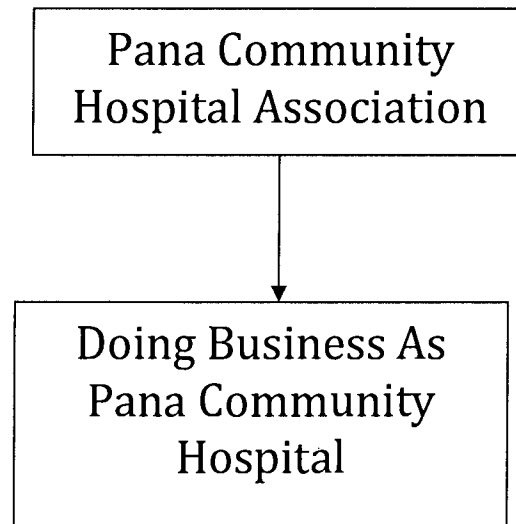 Pana Community
Hospital Association
Doing Business As
Pana Community
Hospital